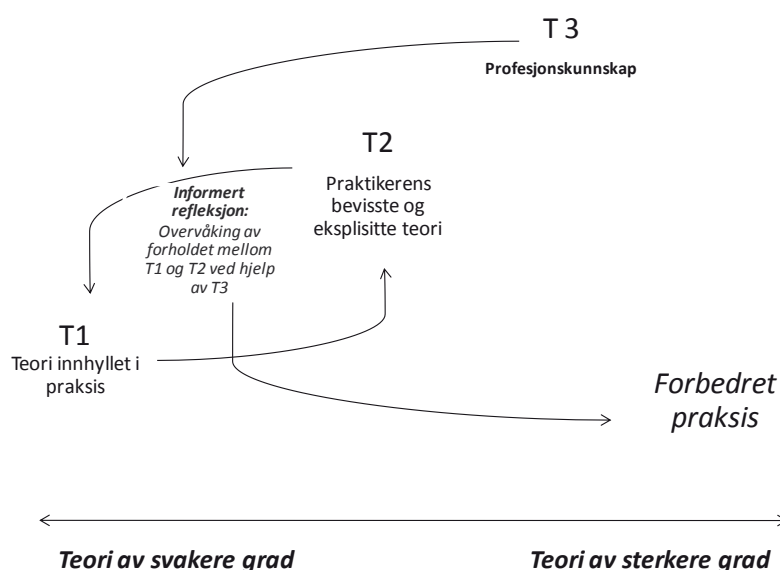 T 3
Profesjonskunnskap
T2
Praktikerens
bevisste og
eksplisitte teori
Informert
refleksjon:
Overvåking av
forholdet mellom
T1 og T2 ved hjelp
av T3
T1
Teori innhyllet i
praksis
Forbedret
praksis
Teori av svakere grad
Teori av sterkere grad